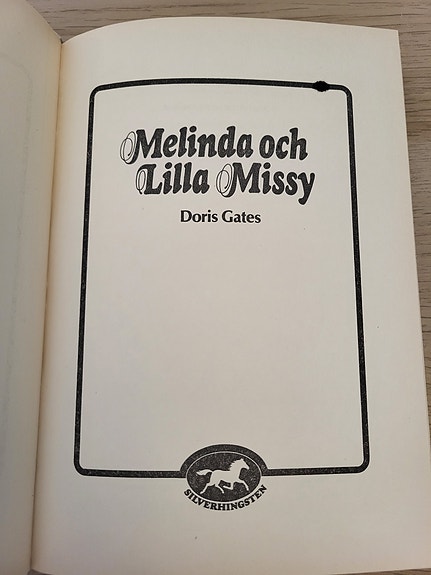 Melinda och
Lilla Missy
Doris Gates
SILVERHINGSTEN